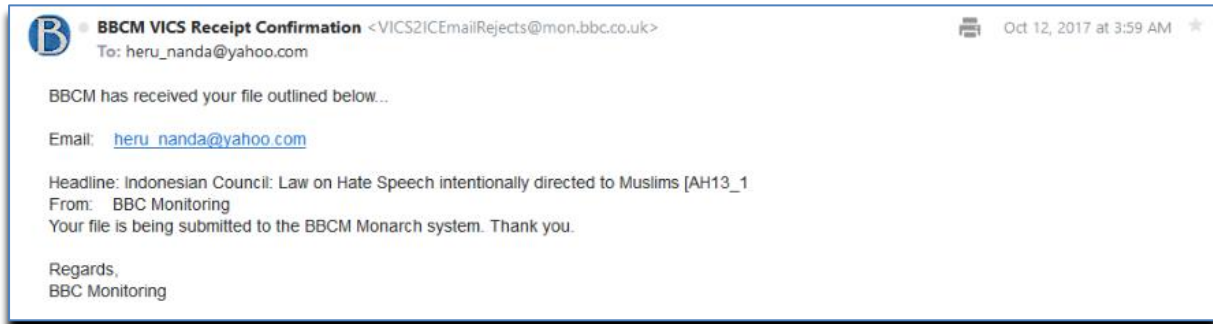 B
BBCM VICS Receipt Confirmation <VICS2ICEmailRejects@mon.bbc.co.uk> Oct 12, 2017 at 3:59 AM
To: heru_nanda@yahoo.com
BBCM has received your file outlined below...
Email: heru_nanda@yahoo.com
Headline: Indonesian Council: Law on Hate Speech intentionally directed to Muslims [AH13_1
From: BBC Monitoring
Your file is being submitted to the BBCM Monarch system. Thank you.
Regards,
BBC Monitoring